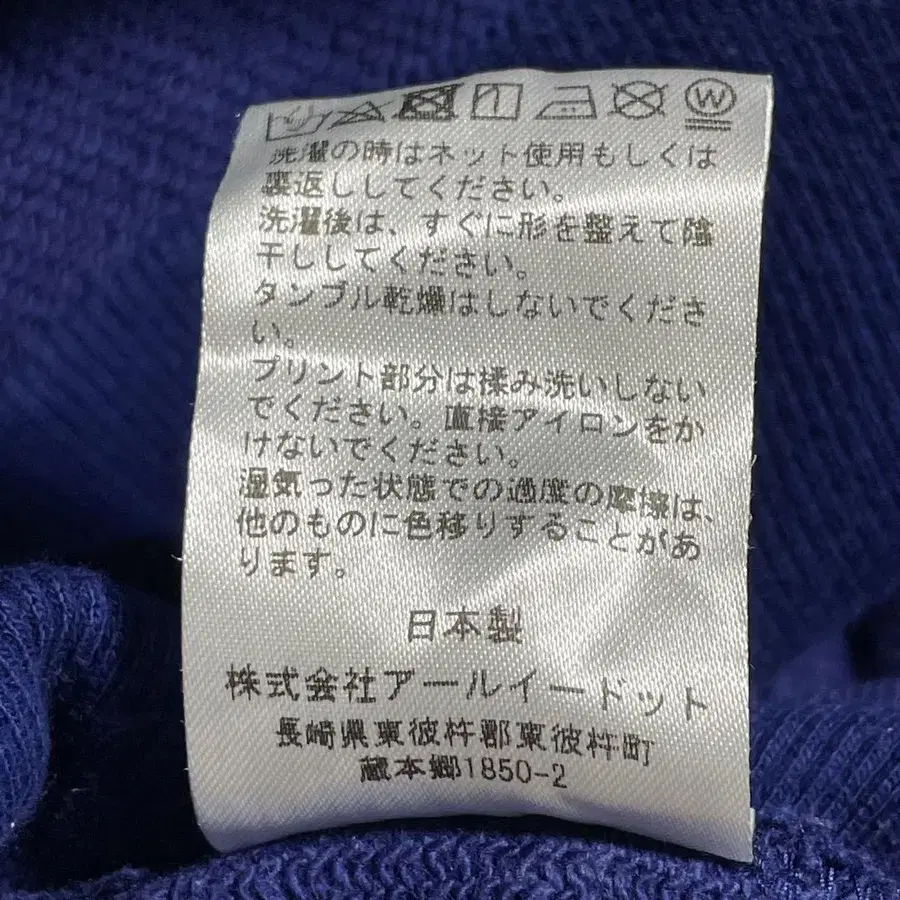 洗濯の時はネット使用もしくは
裏返ししてください。
洗濯後は、すぐに形を整えて陰
干ししてください。
タンブル乾燥はしないでくださ
い。
プリント部分は揉み洗いしない
でください。直接アイロンをか
けないでください。
湿気った状態での過度の摩擦は、
他のものに色移りすることがあ
ります。
日本製
株式会社アールイードット
長崎県東彼杵郡東彼杵町
蔵本郷1850-2